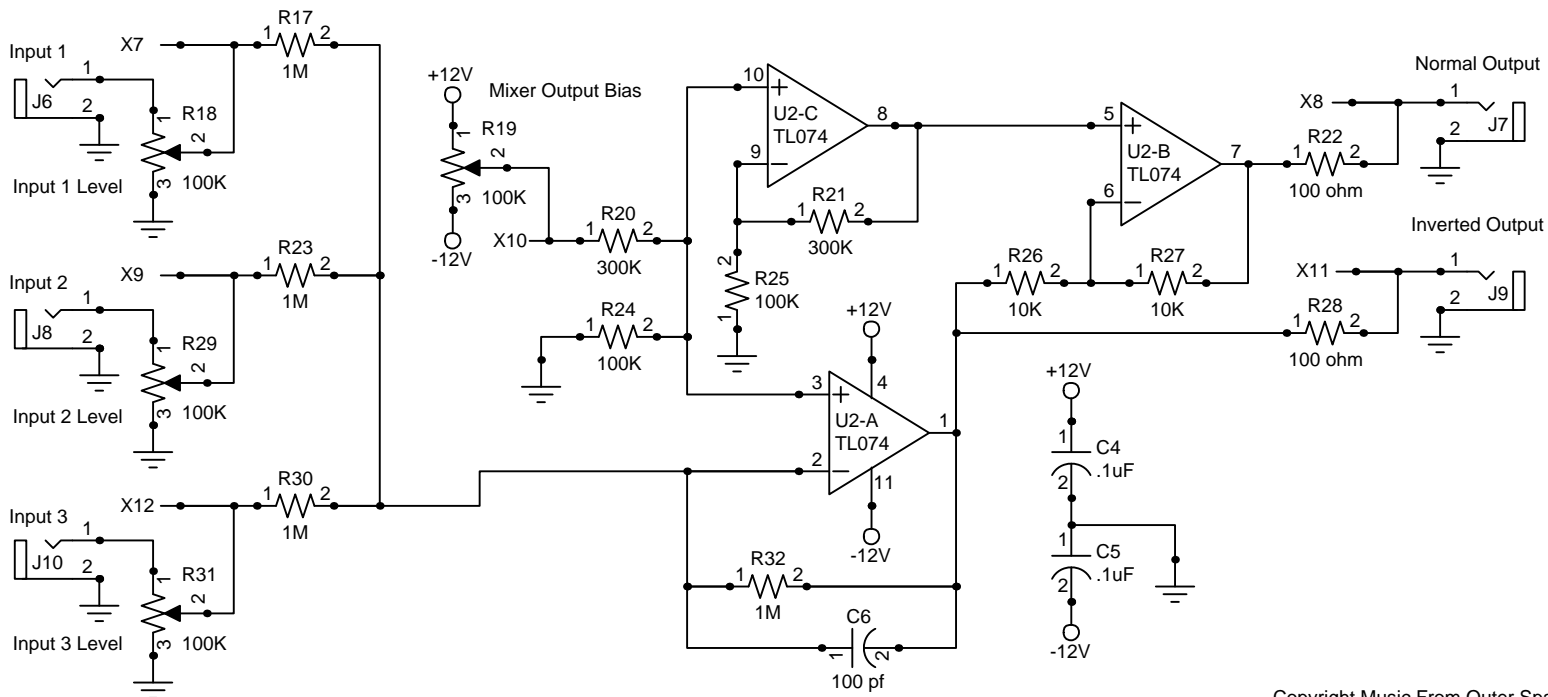 Input 1
X7
1 R17 2
1M
1
J6
2
1
R18
2
3
100K
Input 1 Level
Input 2
X9
1 R23 2
1M
1
J8
2
1
R29
2
3
100K
Input 2 Level
Input 3
X12
1 R30 2
1M
1
J10
2
1
R31
2
3
100K
Input 3 Level
+12V
Mixer Output Bias
1
R19
2
3
100K
-12V
X10
1 R20 2
300K
1 R24 2
100K
10
+
U2-C
TL074
8
9
−
1 R21 2
300K
2
R25
100K
1
5
+
U2-B
TL074
7
6
−
1 R26 2
10K
1 R27 2
10K
X8
1 R22 2
100 ohm
Normal Output
1
J7
2
Inverted Output
X11
1
J9
2
1 R28 2
100 ohm
+12V
4
3
+
U2-A
TL074
1
2
−
11
-12V
1 R32 2
1M
C6
1 2
100 pf
+12V
1
C4
.1uF
2
1
C5
.1uF
2
-12V